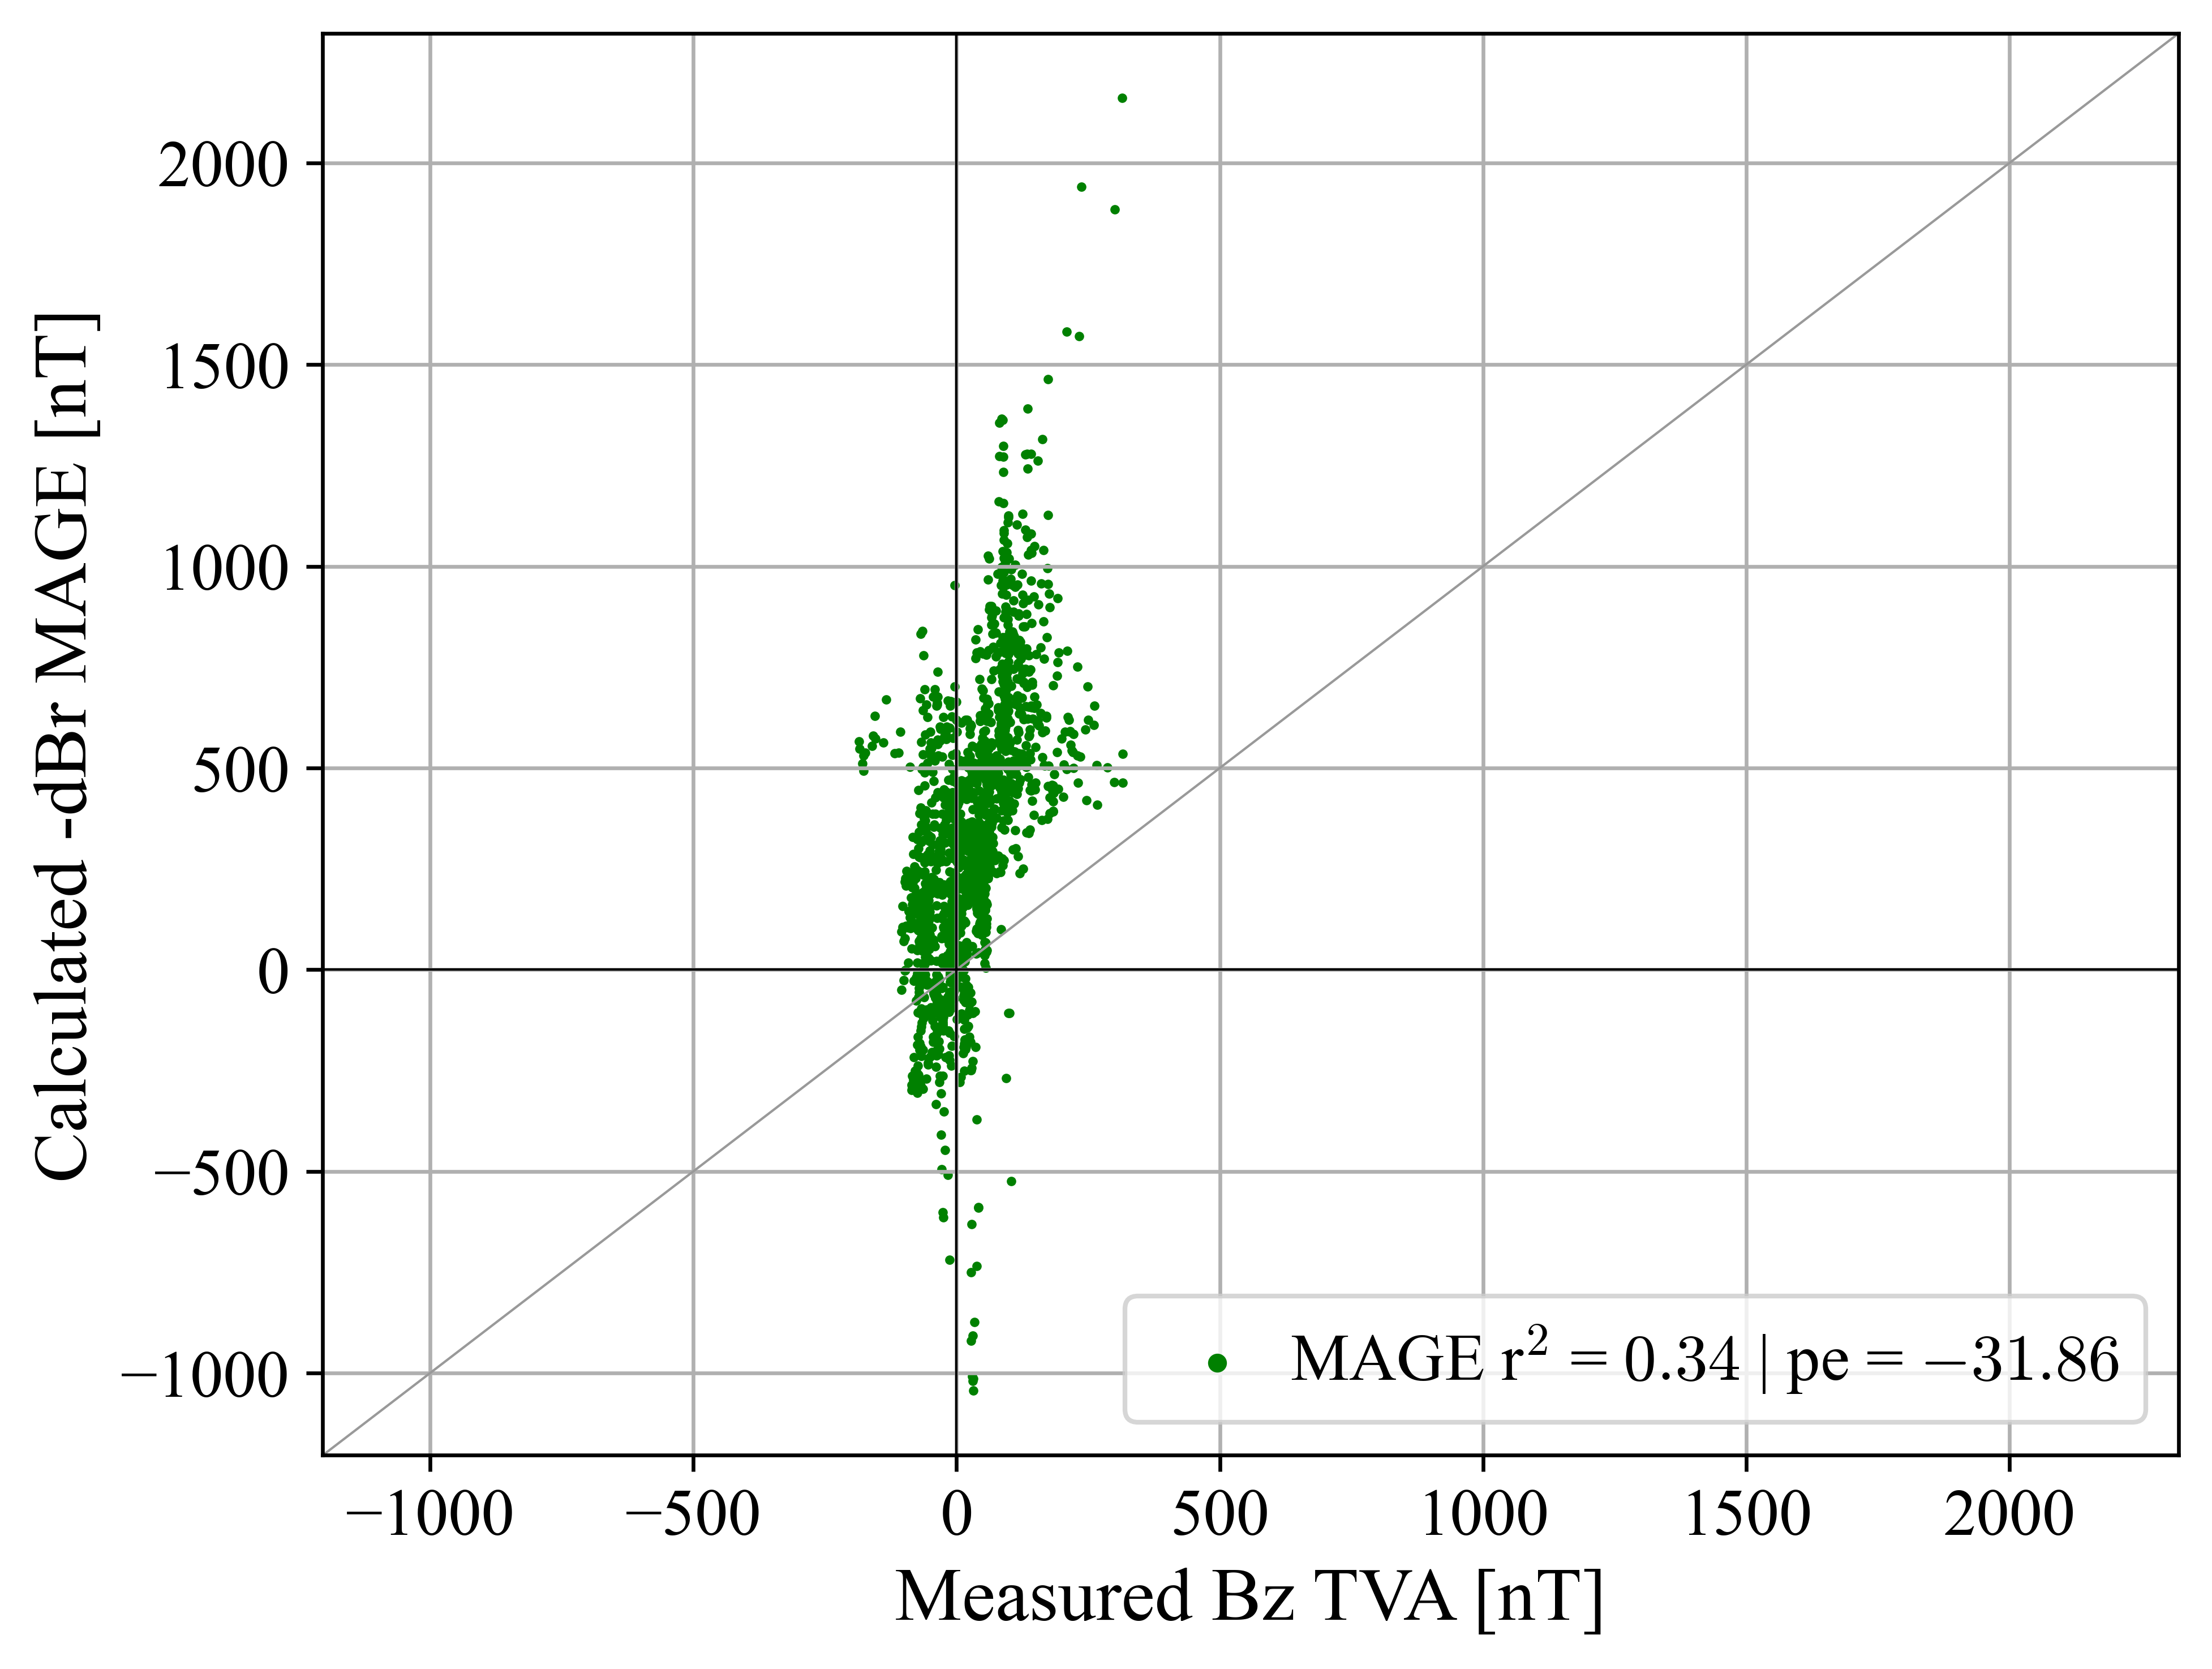 Calculated -dBr MAGE [nT]
2000
1500
1000
500
0
−500
−1000
MAGE r² = 0.34 | pe = −31.86
−1000 −500 0 500 1000 1500 2000
Measured Bz TVA [nT]